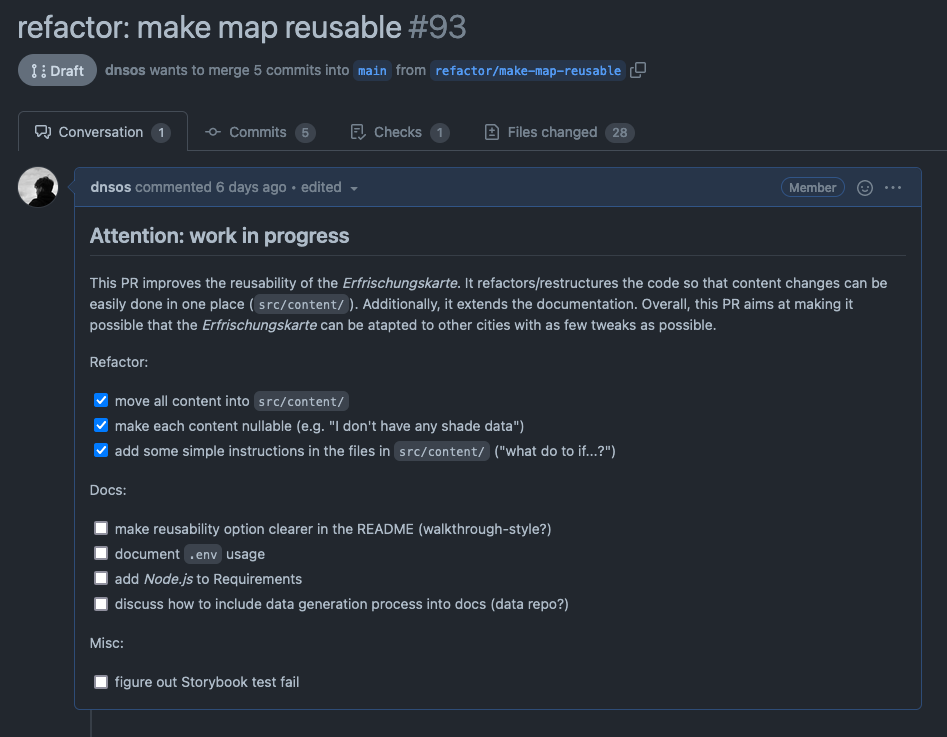 refactor: make map reusable #93
Draft dnsos wants to merge 5 commits into main from refactor/make-map-reusable
Conversation 1 Commits 5 Checks 1 Files changed 28
dnsos commented 6 days ago • edited Member
Attention: work in progress
This PR improves the reusability of the Erfrischungskarte. It refactors/restructures the code so that content changes can be
easily done in one place (src/content/). Additionally, it extends the documentation. Overall, this PR aims at making it
possible that the Erfrischungskarte can be atapted to other cities with as few tweaks as possible.
Refactor:
move all content into src/content/
make each content nullable (e.g. "I don't have any shade data")
add some simple instructions in the files in src/content/ ("what do to if...?")
Docs:
make reusability option clearer in the README (walkthrough-style?)
document .env usage
add Node.js to Requirements
discuss how to include data generation process into docs (data repo?)
Misc:
figure out Storybook test fail